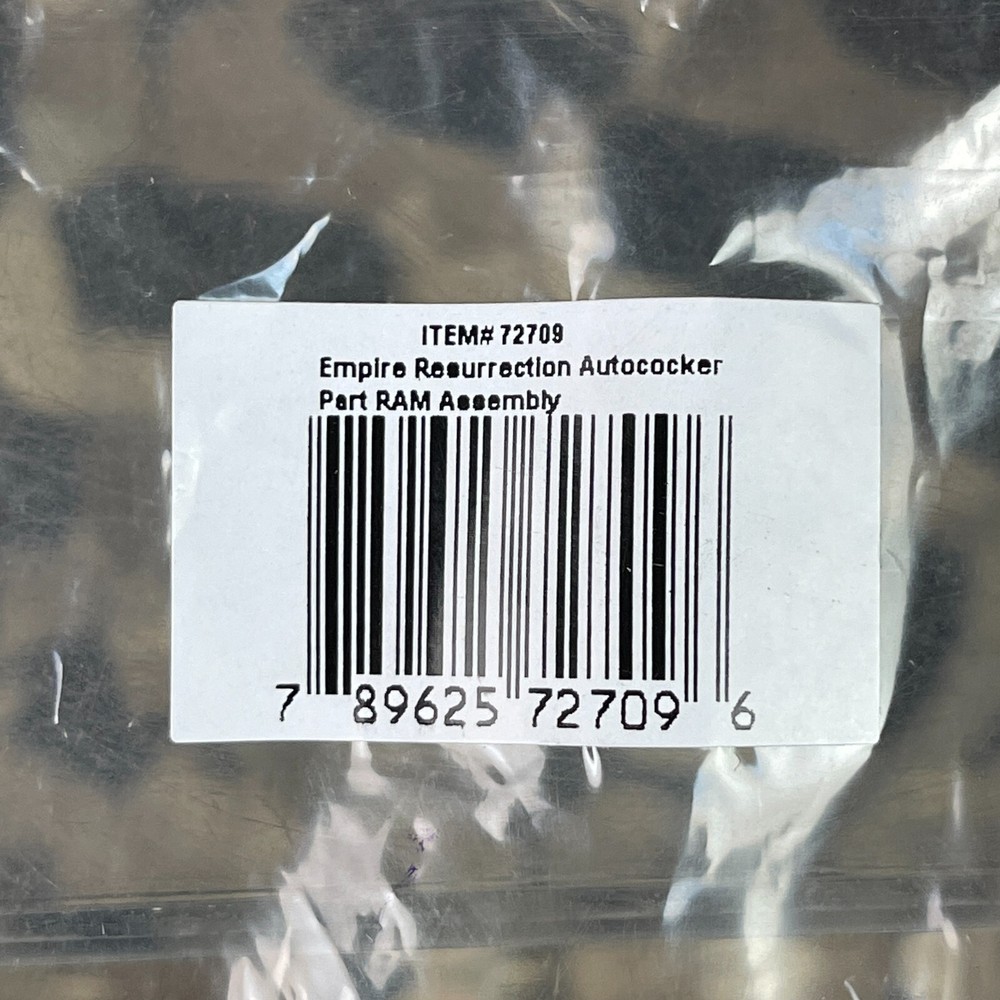 ITEM# 72709
Empire Resurrection Autococker
Part RAM Assembly
7 89625 72709 6